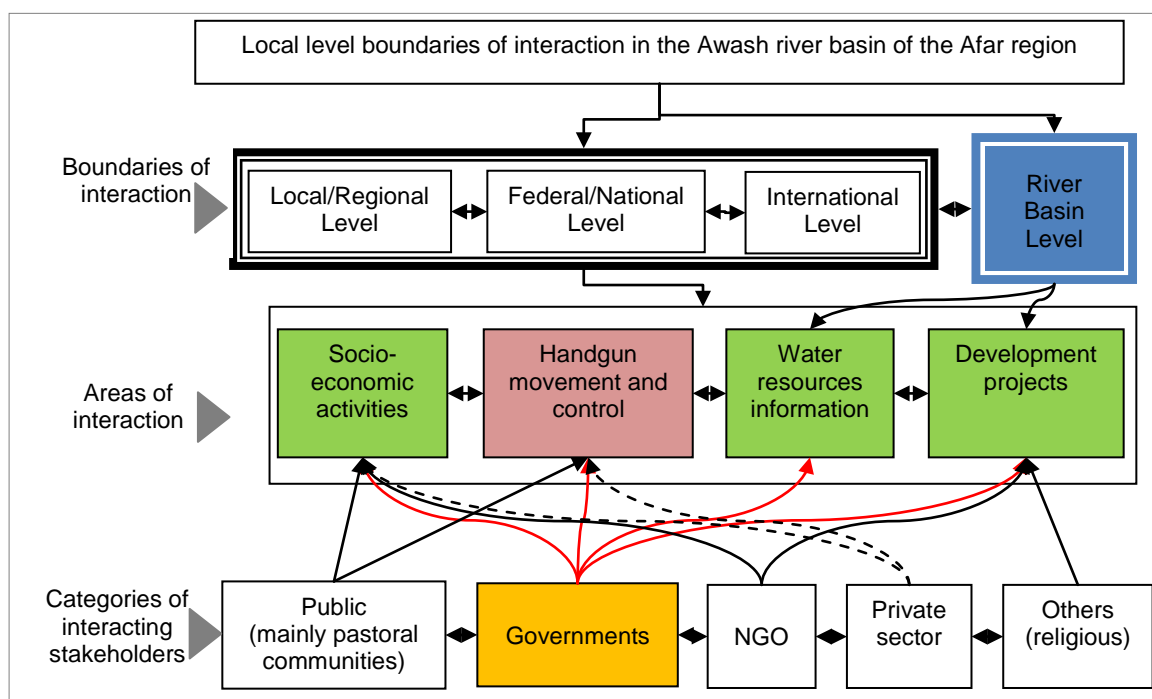 Local level boundaries of interaction in the Awash river basin of the Afar region
Boundaries of
interaction
Local/Regional
Level
Federal/National
Level
International
Level
River
Basin
Level
Areas of
interaction
Socio-
economic
activities
Handgun
movement and
control
Water
resources
information
Development
projects
Categories of
interacting
stakeholders
Public
(mainly pastoral
communities)
Governments
NGO
Private
sector
Others
(religious)